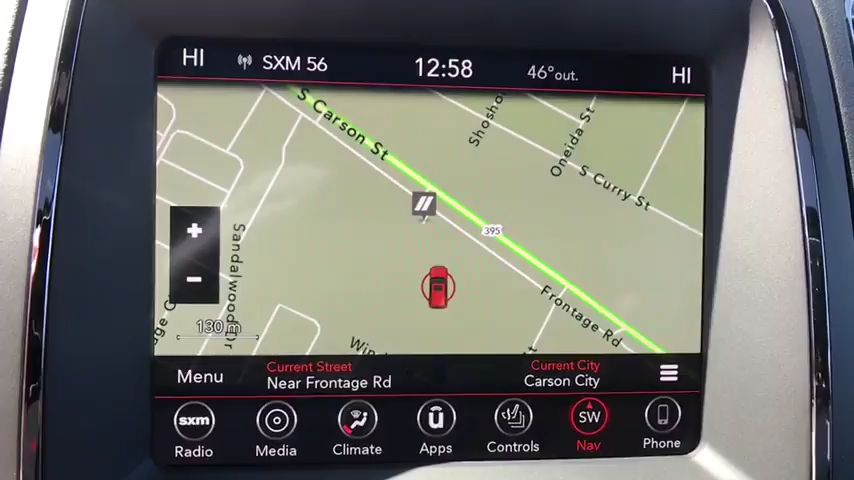 HI
SXM 56
12:58
46°out.
HI
S Carson St
Shosho
Oneida St
S Curry St
395
Sandalwood Dr
Frontage Rd
+
-
130 m
Menu
Current Street
Near Frontage Rd
Current City
Carson City
sxm
ü
SW
Radio
Media
Climate
Apps
Controls
Nav
Phone